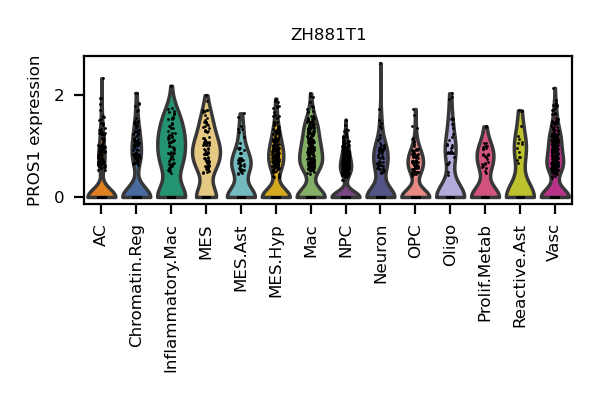 ZH881T1
PROS1 expression
2
0
AC
Chromatin.Reg
Inflammatory.Mac
MES
MES.Ast
MES.Hyp
Mac
NPC
Neuron
OPC
Oligo
Prolif.Metab
Reactive.Ast
Vasc